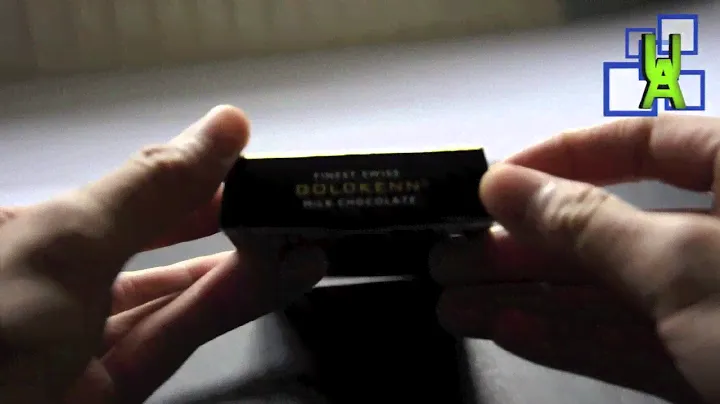 FINEST SWISS
GOLDKENN®
MILK CHOCOLATE